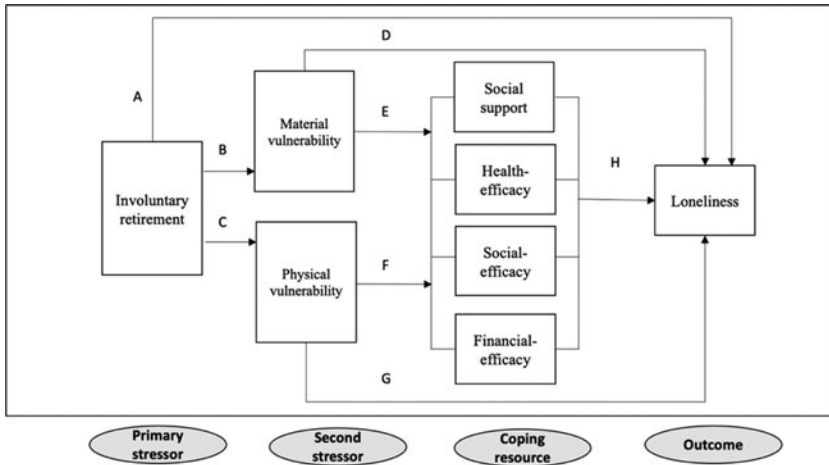 D
A
Social
support
Material
vulnerability
E
B
H
Health-
efficacy
Involuntary
retirement
Loneliness
C
Social-
efficacy
Physical
vulnerability
F
Financial-
efficacy
G
Primary
stressor
Second
stressor
Coping
resource
Outcome